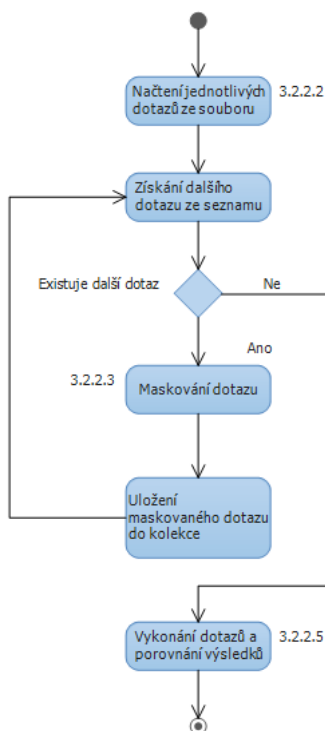 Načtení jednotlivých
dotazů ze souboru
3.2.2.2
Získání dalšího
dotazu ze seznamu
Existuje další dotaz
Ne
Ano
3.2.2.3
Maskování dotazu
Uložení
maskovaného dotazu
do kolekce
Vykonání dotazů a
porovnání výsledků
3.2.2.5